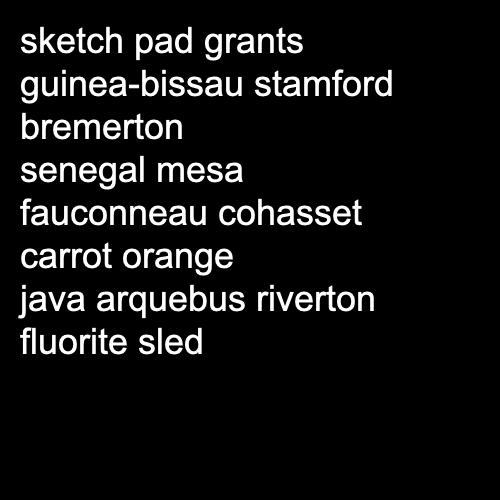 sketch pad grants
guinea-bissau stamford
bremerton
senegal mesa
fauconneau cohasset
carrot orange
java arquebus riverton
fluorite sled